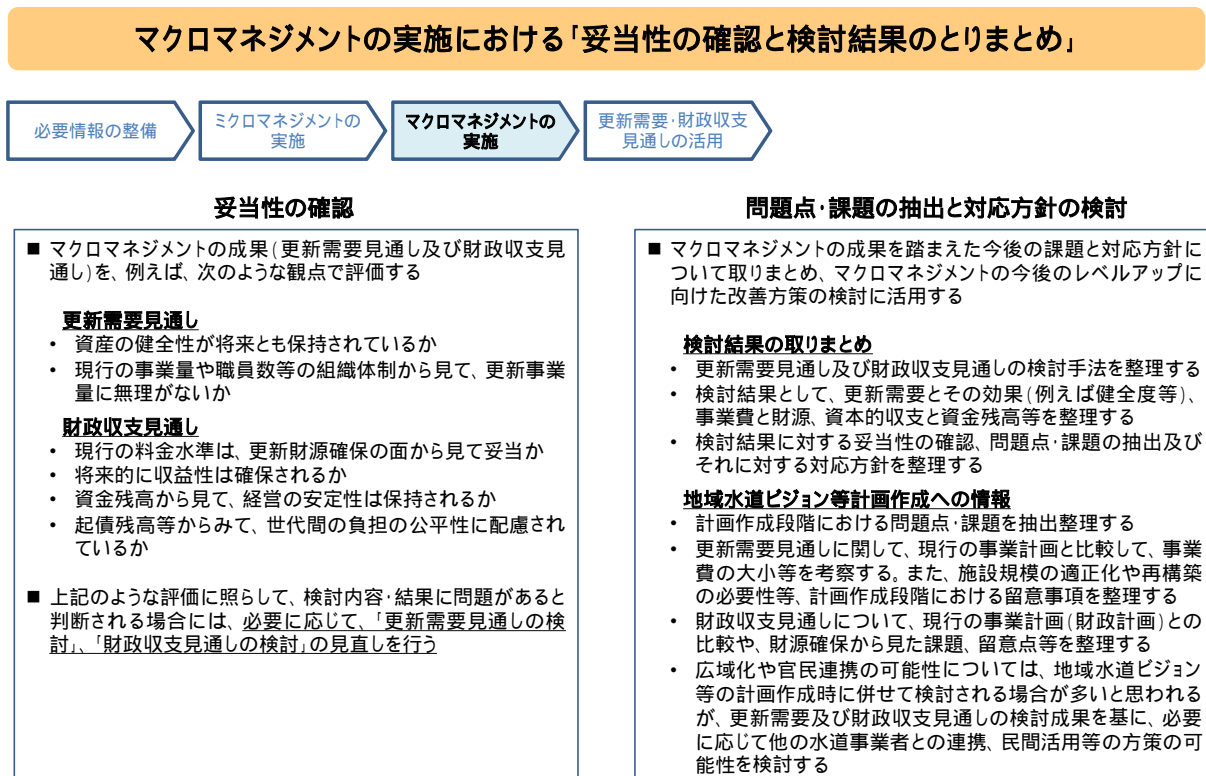 マクロマネジメントの実施における「妥当性の確認と検討結果のとりまとめ」
必要情報の整備
ミクロマネジメントの
実施
マクロマネジメントの
実施
更新需要・財政収支
見通しの活用
妥当性の確認
■ マクロマネジメントの成果(更新需要見通し及び財政収支見
通し)を、例えば、次のような観点で評価する
更新需要見通し
• 資産の健全性が将来とも保持されているか
• 現行の事業量や職員数等の組織体制から見て、更新事業
量に無理がないか
財政収支見通し
• 現行の料金水準は、更新財源確保の面から見て妥当か
• 将来的に収益性は確保されるか
• 資金残高から見て、経営の安定性は保持されるか
• 起債残高等からみて、世代間の負担の公平性に配慮され
ているか
■ 上記のような評価に照らして、検討内容・結果に問題があると
判断される場合には、必要に応じて、「更新需要見通しの検
討」、「財政収支見通しの検討」の見直しを行う
問題点・課題の抽出と対応方針の検討
■ マクロマネジメントの成果を踏まえた今後の課題と対応方針に
ついて取りまとめ、マクロマネジメントの今後のレベルアップに
向けた改善方策の検討に活用する
検討結果の取りまとめ
• 更新需要見通し及び財政収支見通しの検討手法を整理する
• 検討結果として、更新需要とその効果(例えば健全度等)、
事業費と財源、資本的収支と資金残高等を整理する
• 検討結果に対する妥当性の確認、問題点・課題の抽出及び
それに対する対応方針を整理する
地域水道ビジョン等計画作成への情報
• 計画作成段階における問題点・課題を抽出整理する
• 更新需要見通しに関して、現行の事業計画と比較して、事業
費の大小等を考察する。また、施設規模の適正化や再構築
の必要性等、計画作成段階における留意事項を整理する
• 財政収支見通しについて、現行の事業計画(財政計画)との
比較や、財源確保から見た課題、留意点等を整理する
• 広域化や官民連携の可能性については、地域水道ビジョン
等の計画作成時に併せて検討される場合が多いと思われる
が、更新需要及び財政収支見通しの検討成果を基に、必要
に応じて他の水道事業者との連携、民間活用等の方策の可
能性を検討する